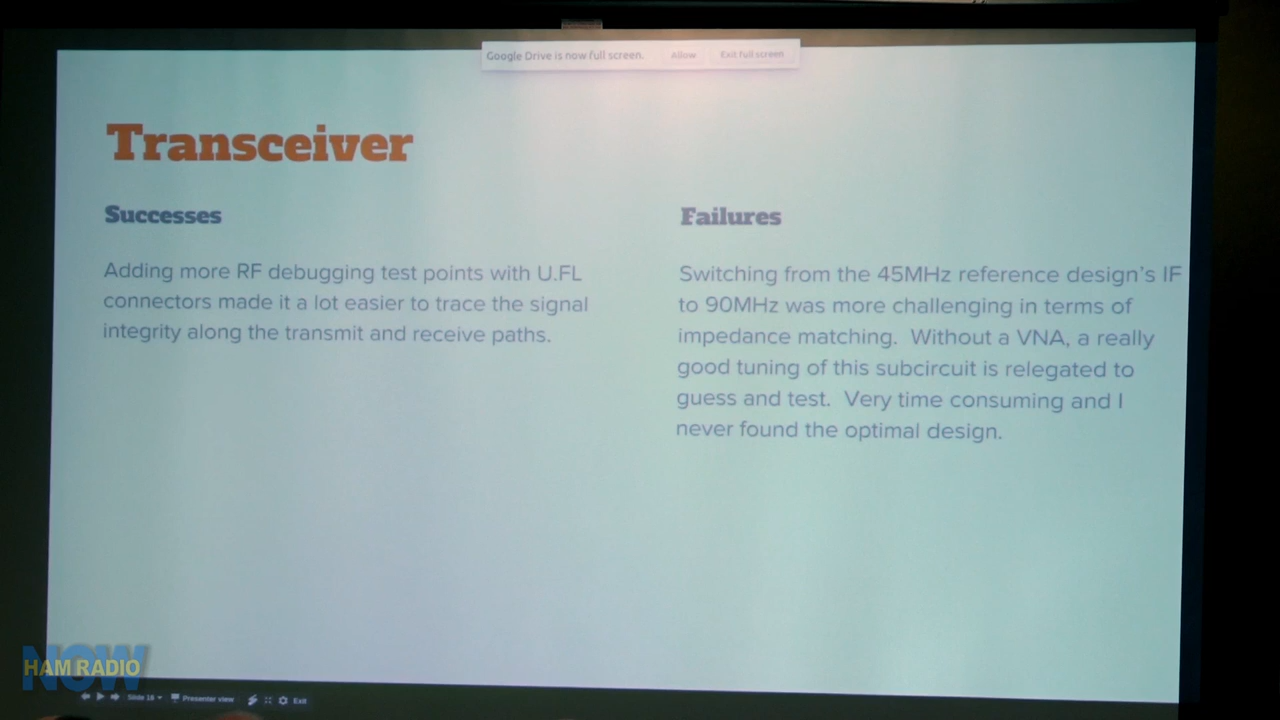 Google Drive is now full screen. Allow Exit full screen
Transceiver
Successes
Adding more RF debugging test points with U.FL
connectors made it a lot easier to trace the signal
integrity along the transmit and receive paths.
Failures
Switching from the 45MHz reference design's IF
to 90MHz was more challenging in terms of
impedance matching.  Without a VNA, a really
good tuning of this subcircuit is relegated to
guess and test.  Very time consuming and I
never found the optimal design.
HAM RADIO
NOW
Slide 16 Presenter view Exit